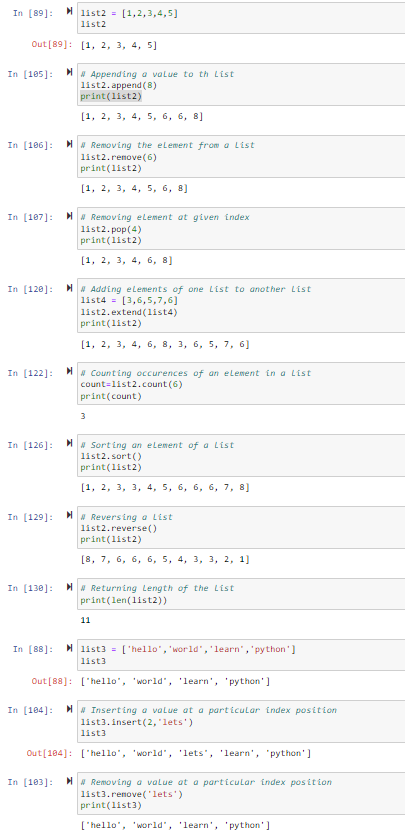 In [89]: list2 = [1,2,3,4,5]
list2
Out[89]: [1, 2, 3, 4, 5]
In [105]: # Appending a value to th list
list2.append(8)
print(list2)
[1, 2, 3, 4, 5, 6, 6, 8]
In [106]: # Removing the element from a list
list2.remove(6)
print(list2)
[1, 2, 3, 4, 5, 6, 8]
In [107]: # Removing element at given index
list2.pop(4)
print(list2)
[1, 2, 3, 4, 6, 8]
In [120]: # Adding elements of one list to another list
list4 = [3,6,5,7,6]
list2.extend(list4)
print(list2)
[1, 2, 3, 4, 6, 8, 3, 6, 5, 7, 6]
In [122]: # Counting occurences of an element in a list
count=list2.count(6)
print(count)
3
In [126]: # Sorting an element of a list
list2.sort()
print(list2)
[1, 2, 3, 3, 4, 5, 6, 6, 6, 7, 8]
In [129]: # Reversing a list
list2.reverse()
print(list2)
[8, 7, 6, 6, 6, 5, 4, 3, 3, 2, 1]
In [130]: # Returning length of the list
print(len(list2))
11
In [88]: list3 = ['hello','world','learn','python']
list3
Out[88]: ['hello', 'world', 'learn', 'python']
In [104]: # Inserting a value at a particular index position
list3.insert(2,'lets')
list3
Out[104]: ['hello', 'world', 'lets', 'learn', 'python']
In [103]: # Removing a value at a particular index position
list3.remove('lets')
print(list3)
['hello', 'world', 'learn', 'python']